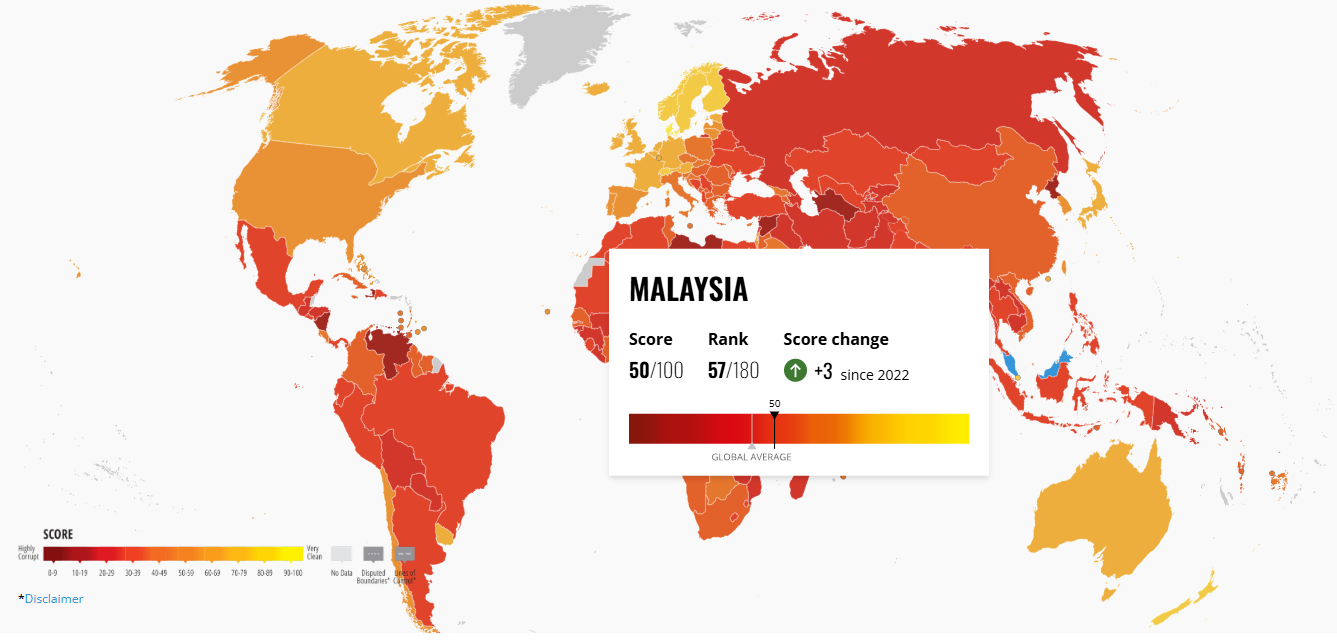 MALAYSIA
Score Rank Score change
50/100 57/180 +3 since 2022
50
GLOBAL AVERAGE
SCORE
Highly Corrupt
Very Clean
0-9 10-19 20-29 30-39 40-49 50-59 60-69 70-79 80-89 90-100
No Data
Disputed Boundaries*
Lines of Control*
*Disclaimer